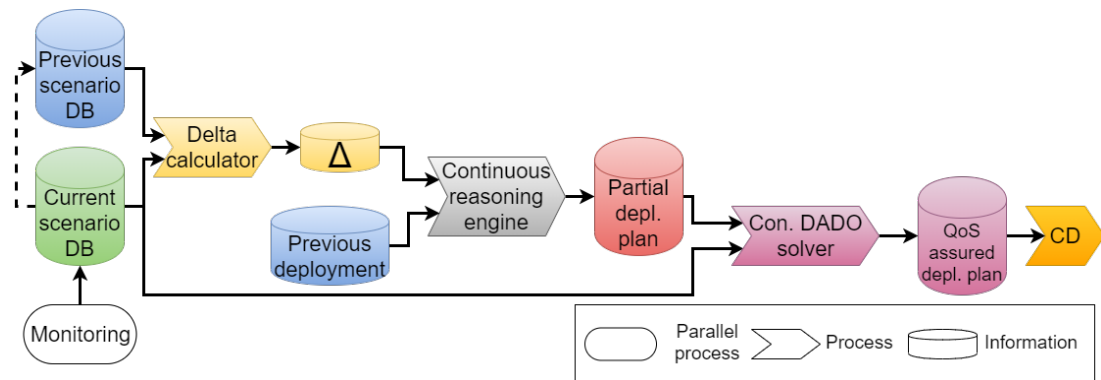 Previous
scenario
DB
Delta
calculator
Δ
Current
scenario
DB
Previous
deployment
Continuous
reasoning
engine
Partial
depl.
plan
Con. DADO
solver
QoS
assured
depl. plan
CD
Monitoring
Parallel
process
Process
Information